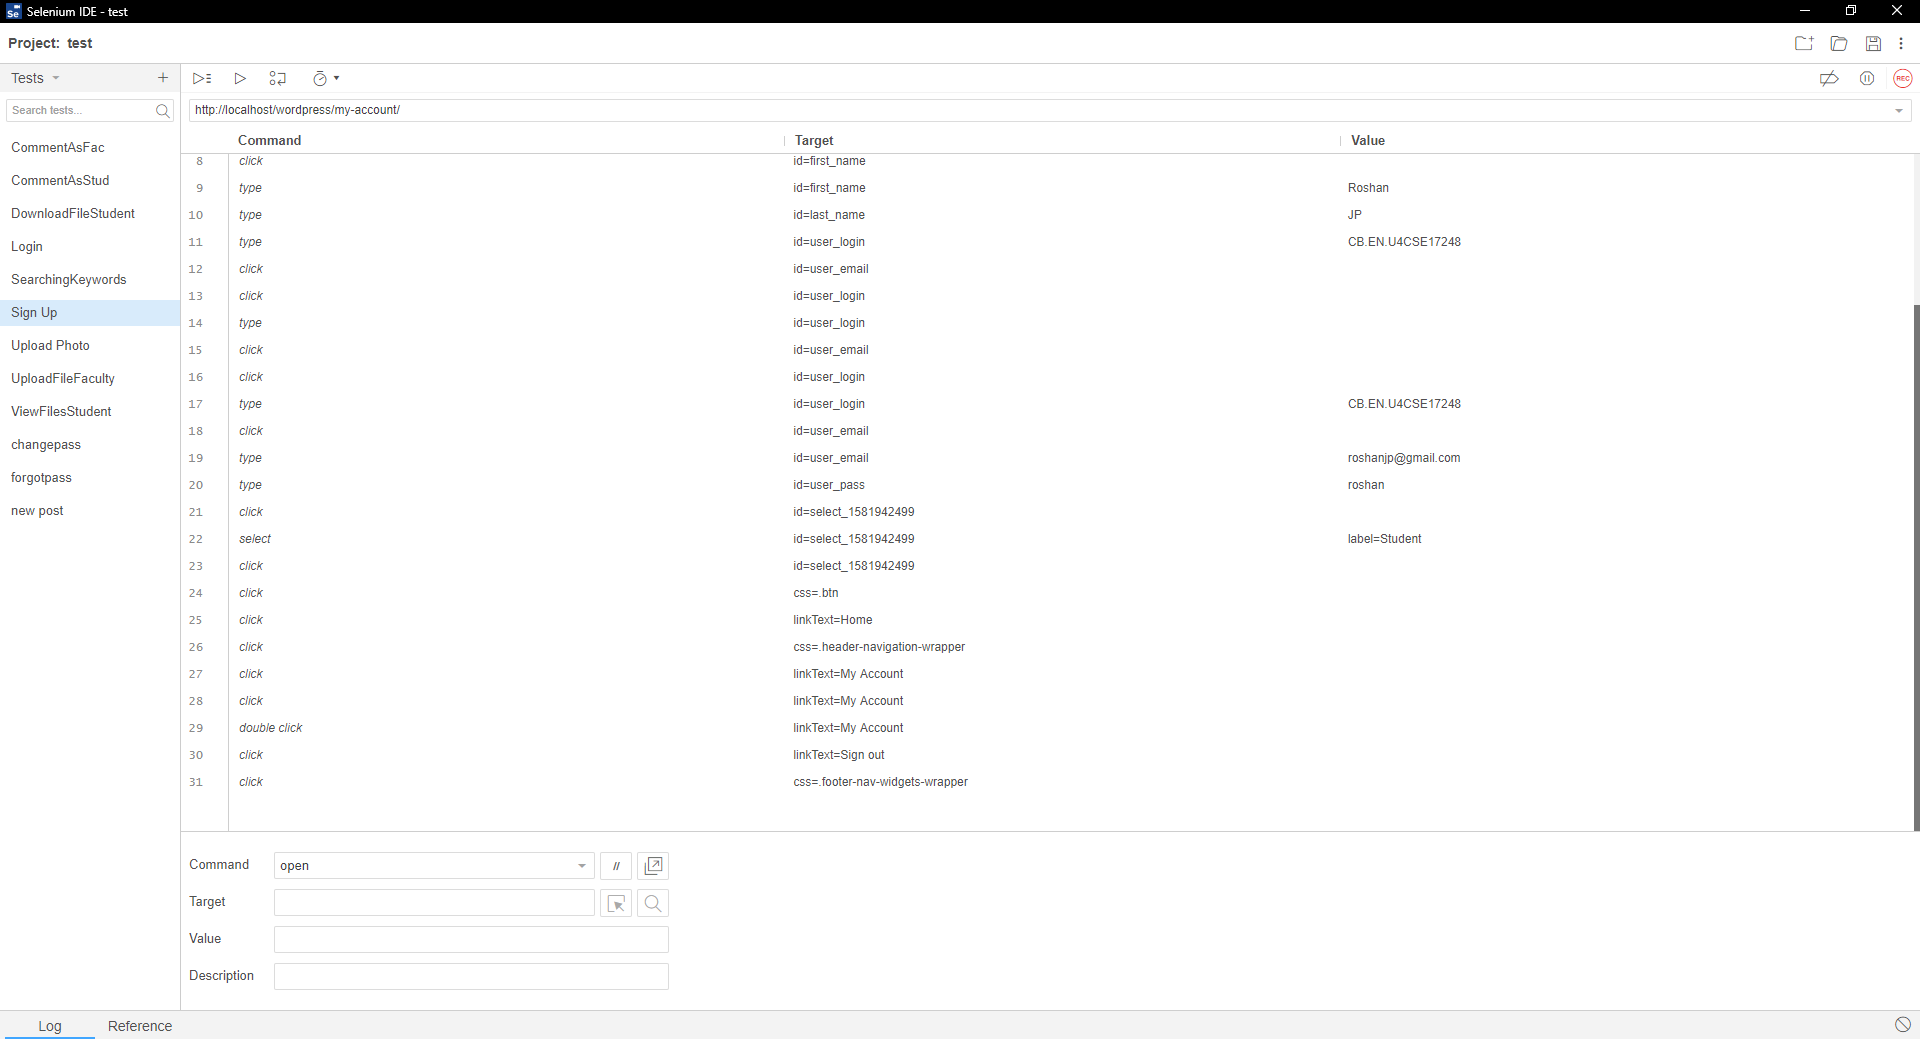 Selenium IDE - test
Project: test
Tests
Search tests...
CommentAsFac
CommentAsStud
DownloadFileStudent
Login
SearchingKeywords
Sign Up
Upload Photo
UploadFileFaculty
ViewFilesStudent
changepass
forgotpass
new post
REC
http://localhost/wordpress/my-account/
Command Target Value
8 click id=first_name
9 type id=first_name Roshan
10 type id=last_name JP
11 type id=user_login CB.EN.U4CSE17248
12 click id=user_email
13 click id=user_login
14 type id=user_login
15 click id=user_email
16 click id=user_login
17 type id=user_login CB.EN.U4CSE17248
18 click id=user_email
19 type id=user_email roshanjp@gmail.com
20 type id=user_pass roshan
21 click id=select_1581942499
22 select id=select_1581942499 label=Student
23 click id=select_1581942499
24 click css=.btn
25 click linkText=Home
26 click css=.header-navigation-wrapper
27 click linkText=My Account
28 click linkText=My Account
29 double click linkText=My Account
30 click linkText=Sign out
31 click css=.footer-nav-widgets-wrapper
Command open //
Target
Value
Description
Log Reference